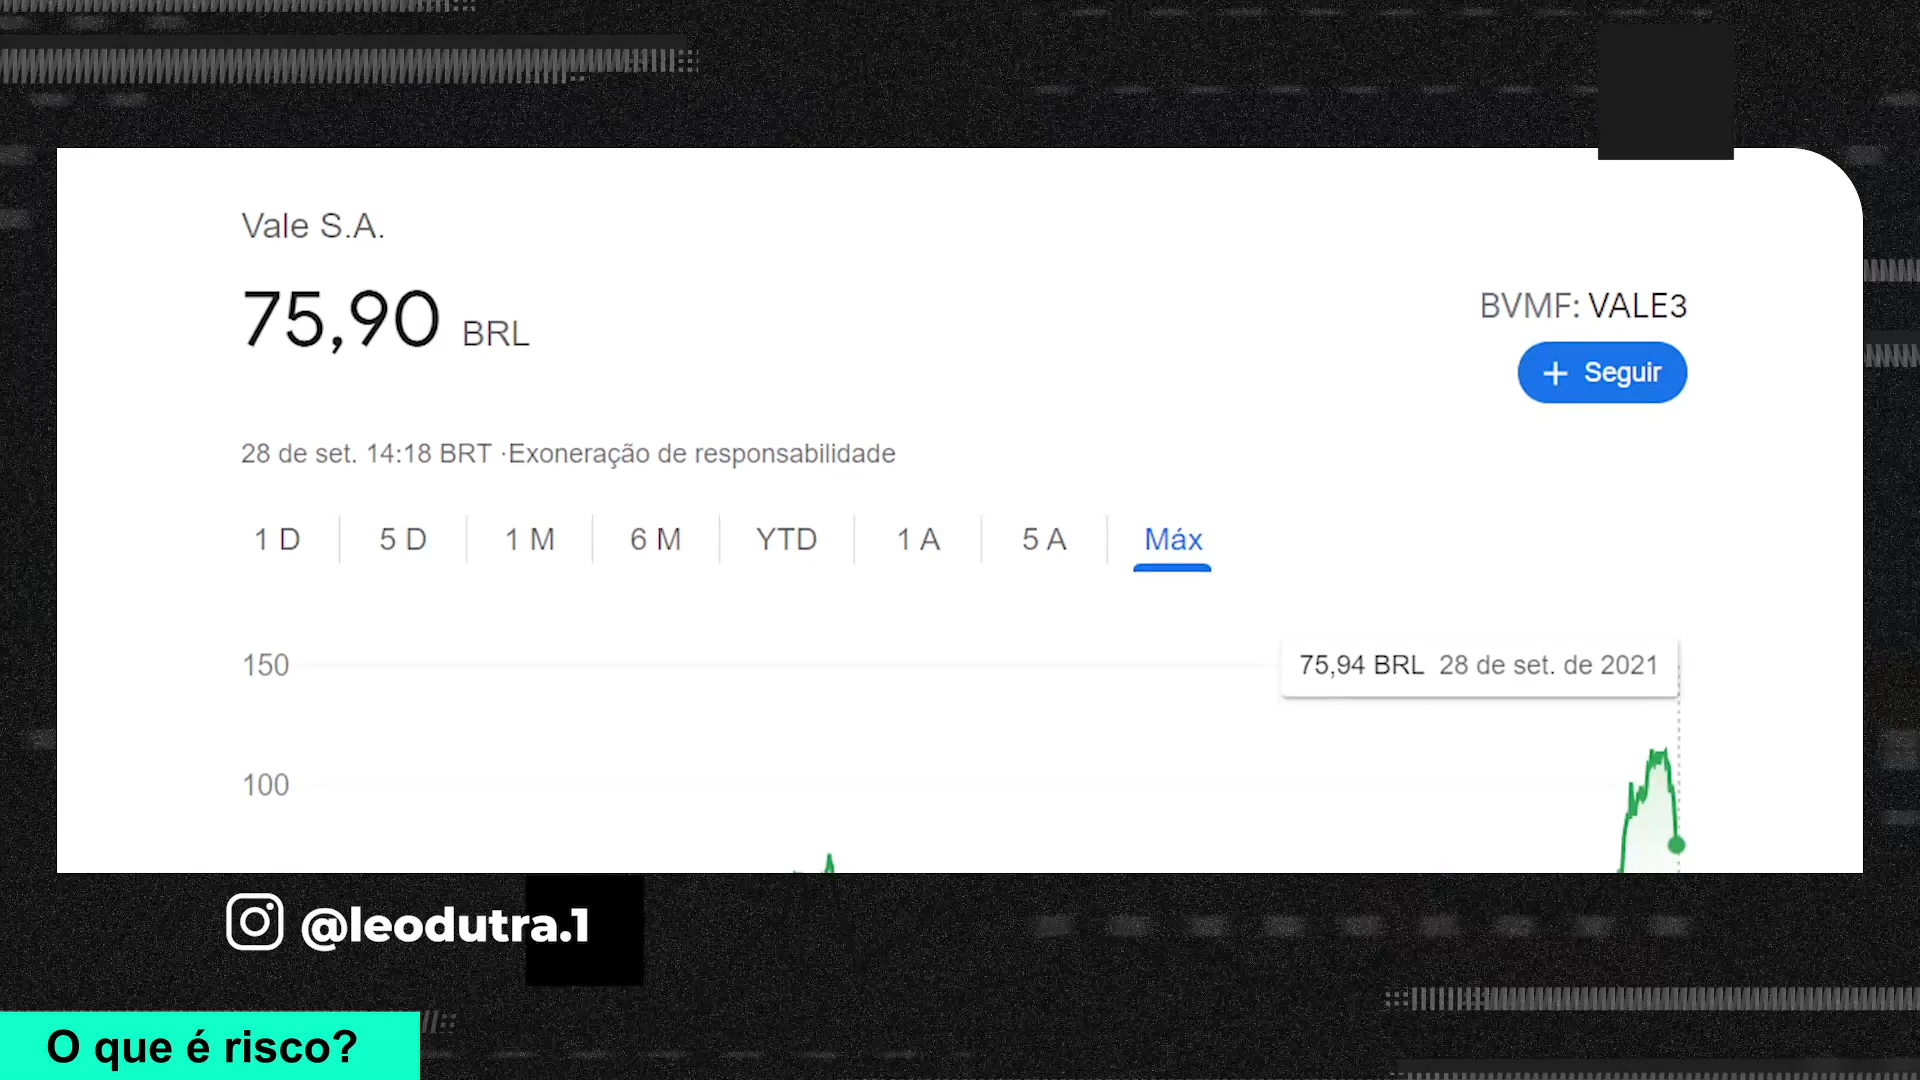 Vale S.A.
75,90 BRL
BVMF: VALE3
+ Seguir
28 de set. 14:18 BRT ·Exoneração de responsabilidade
1 D 5 D 1 M 6 M YTD 1 A 5 A Máx
150
75,94 BRL 28 de set. de 2021
100
@leodutra.1
O que é risco?